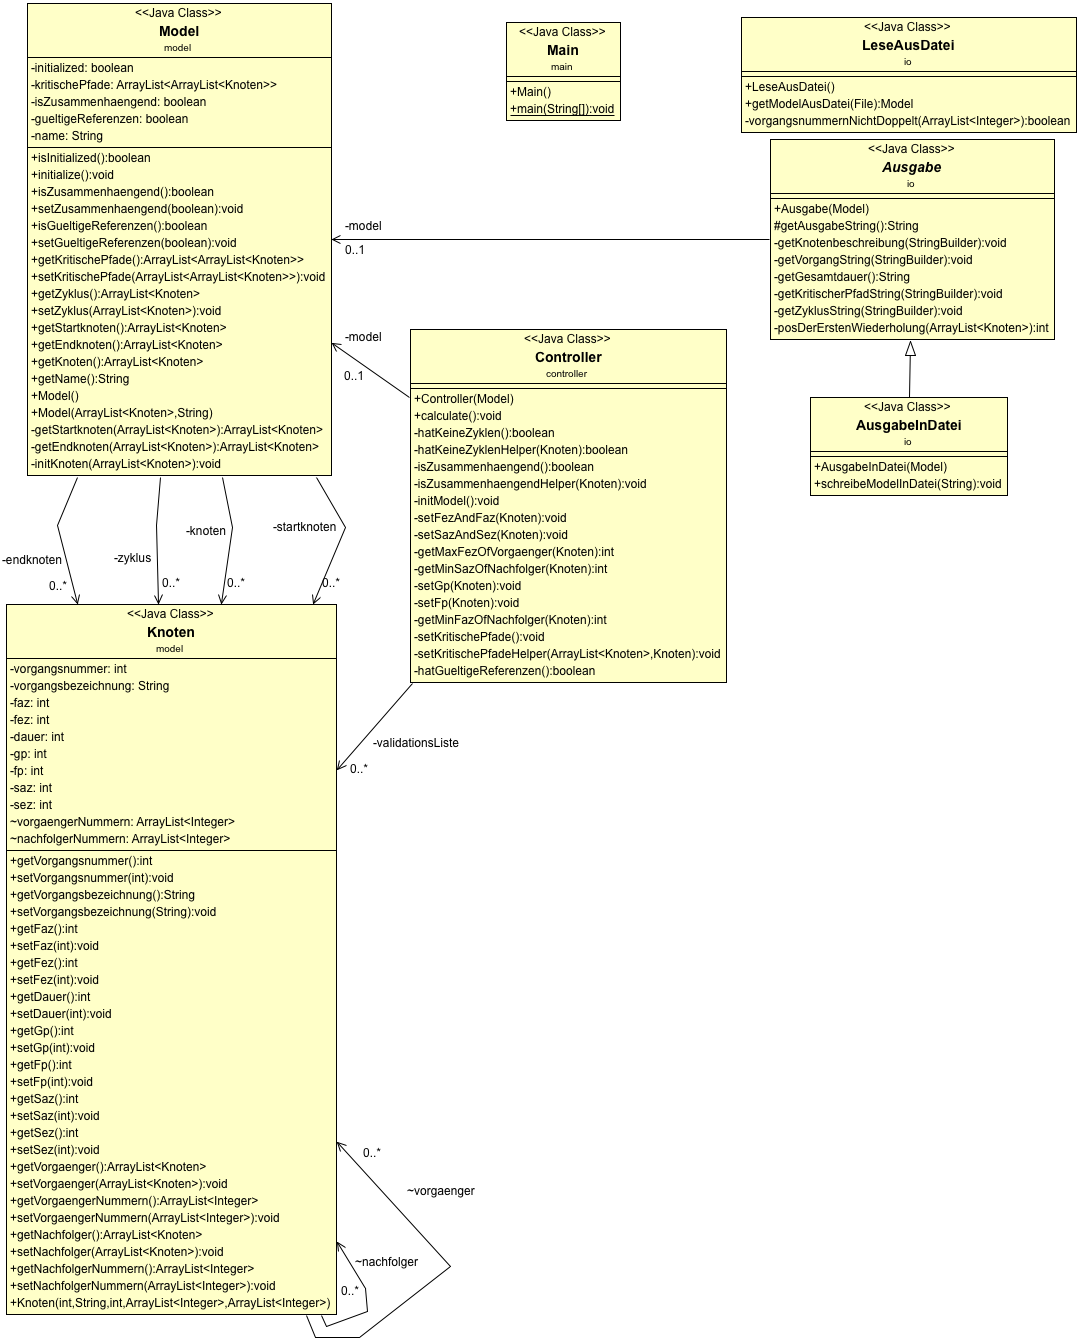 <<Java Class>>
Model
model
-initialized: boolean
-kritischePfade: ArrayList<ArrayList<Knoten>>
-isZusammenhaengend: boolean
-gueltigeReferenzen: boolean
-name: String
+isInitialized():boolean
+initialize():void
+isZusammenhaengend():boolean
+setZusammenhaengend(boolean):void
+isGueltigeReferenzen():boolean
+setGueltigeReferenzen(boolean):void
+getKritischePfade():ArrayList<ArrayList<Knoten>>
+setKritischePfade(ArrayList<ArrayList<Knoten>>):void
+getZyklus():ArrayList<Knoten>
+setZyklus(ArrayList<Knoten>):void
+getStartknoten():ArrayList<Knoten>
+getEndknoten():ArrayList<Knoten>
+getKnoten():ArrayList<Knoten>
+getName():String
+Model()
+Model(ArrayList<Knoten>,String)
-getStartknoten(ArrayList<Knoten>):ArrayList<Knoten>
-getEndknoten(ArrayList<Knoten>):ArrayList<Knoten>
-initKnoten(ArrayList<Knoten>):void
<<Java Class>>
Main
main
+Main()
+main(String[]):void
<<Java Class>>
LeseAusDatei
io
+LeseAusDatei()
+getModelAusDatei(File):Model
-vorgangsnummernNichtDoppelt(ArrayList<Integer>):boolean
<<Java Class>>
Ausgabe
io
+Ausgabe(Model)
#getAusgabeString():String
-getKnotenbeschreibung(StringBuilder):void
-getVorgangString(StringBuilder):void
-getGesamtdauer():String
-getKritischerPfadString(StringBuilder):void
-getZyklusString(StringBuilder):void
-posDerErstenWiederholung(ArrayList<Knoten>):int
-model
0..1
-model
0..1
<<Java Class>>
Controller
controller
+Controller(Model)
+calculate():void
-hatKeineZyklen():boolean
-hatKeineZyklenHelper(Knoten):boolean
-isZusammenhaengend():boolean
-isZusammenhaengendHelper(Knoten):void
-initModel():void
-setFezAndFaz(Knoten):void
-setSazAndSez(Knoten):void
-getMaxFezOfVorgaenger(Knoten):int
-getMinSazOfNachfolger(Knoten):int
-setGp(Knoten):void
-setFp(Knoten):void
-getMinFazOfNachfolger(Knoten):int
-setKritischePfade():void
-setKritischePfadeHelper(ArrayList<Knoten>,Knoten):void
-hatGueltigeReferenzen():boolean
<<Java Class>>
AusgabeInDatei
io
+AusgabeInDatei(Model)
+schreibeModelInDatei(String):void
-endknoten
0..*
-zyklus
0..*
-knoten
0..*
-startknoten
0..*
-validationsListe
0..*
<<Java Class>>
Knoten
model
-vorgangsnummer: int
-vorgangsbezeichnung: String
-faz: int
-fez: int
-dauer: int
-gp: int
-fp: int
-saz: int
-sez: int
~vorgaengerNummern: ArrayList<Integer>
~nachfolgerNummern: ArrayList<Integer>
+getVorgangsnummer():int
+setVorgangsnummer(int):void
+getVorgangsbezeichnung():String
+setVorgangsbezeichnung(String):void
+getFaz():int
+setFaz(int):void
+getFez():int
+setFez(int):void
+getDauer():int
+setDauer(int):void
+getGp():int
+setGp(int):void
+getFp():int
+setFp(int):void
+getSaz():int
+setSaz(int):void
+getSez():int
+setSez(int):void
+getVorgaenger():ArrayList<Knoten>
+setVorgaenger(ArrayList<Knoten>):void
+getVorgaengerNummern():ArrayList<Integer>
+setVorgaengerNummern(ArrayList<Integer>):void
+getNachfolger():ArrayList<Knoten>
+setNachfolger(ArrayList<Knoten>):void
+getNachfolgerNummern():ArrayList<Integer>
+setNachfolgerNummern(ArrayList<Integer>):void
+Knoten(int,String,int,ArrayList<Integer>,ArrayList<Integer>)
0..*
~vorgaenger
~nachfolger
0..*